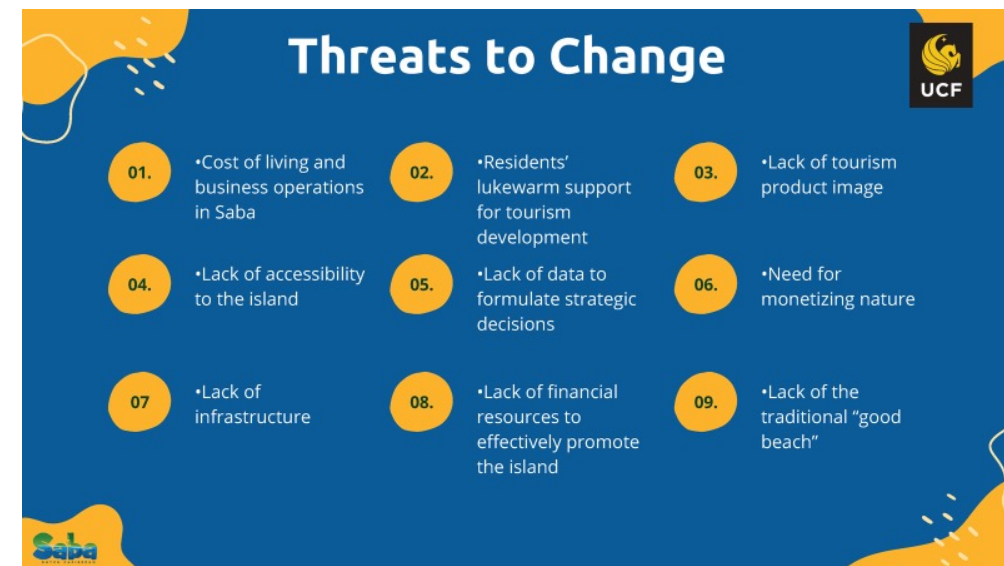 Threats to Change
UCF
01.
•Cost of living and
business operations
in Saba
02.
•Residents’
lukewarm support
for tourism
development
03.
•Lack of tourism
product image
04.
•Lack of accessibility
to the island
05.
•Lack of data to
formulate strategic
decisions
06.
•Need for
monetizing nature
07
•Lack of
infrastructure
08.
•Lack of financial
resources to
effectively promote
the island
09.
•Lack of the
traditional “good
beach”
Saba
DUTCH CARIBBEAN